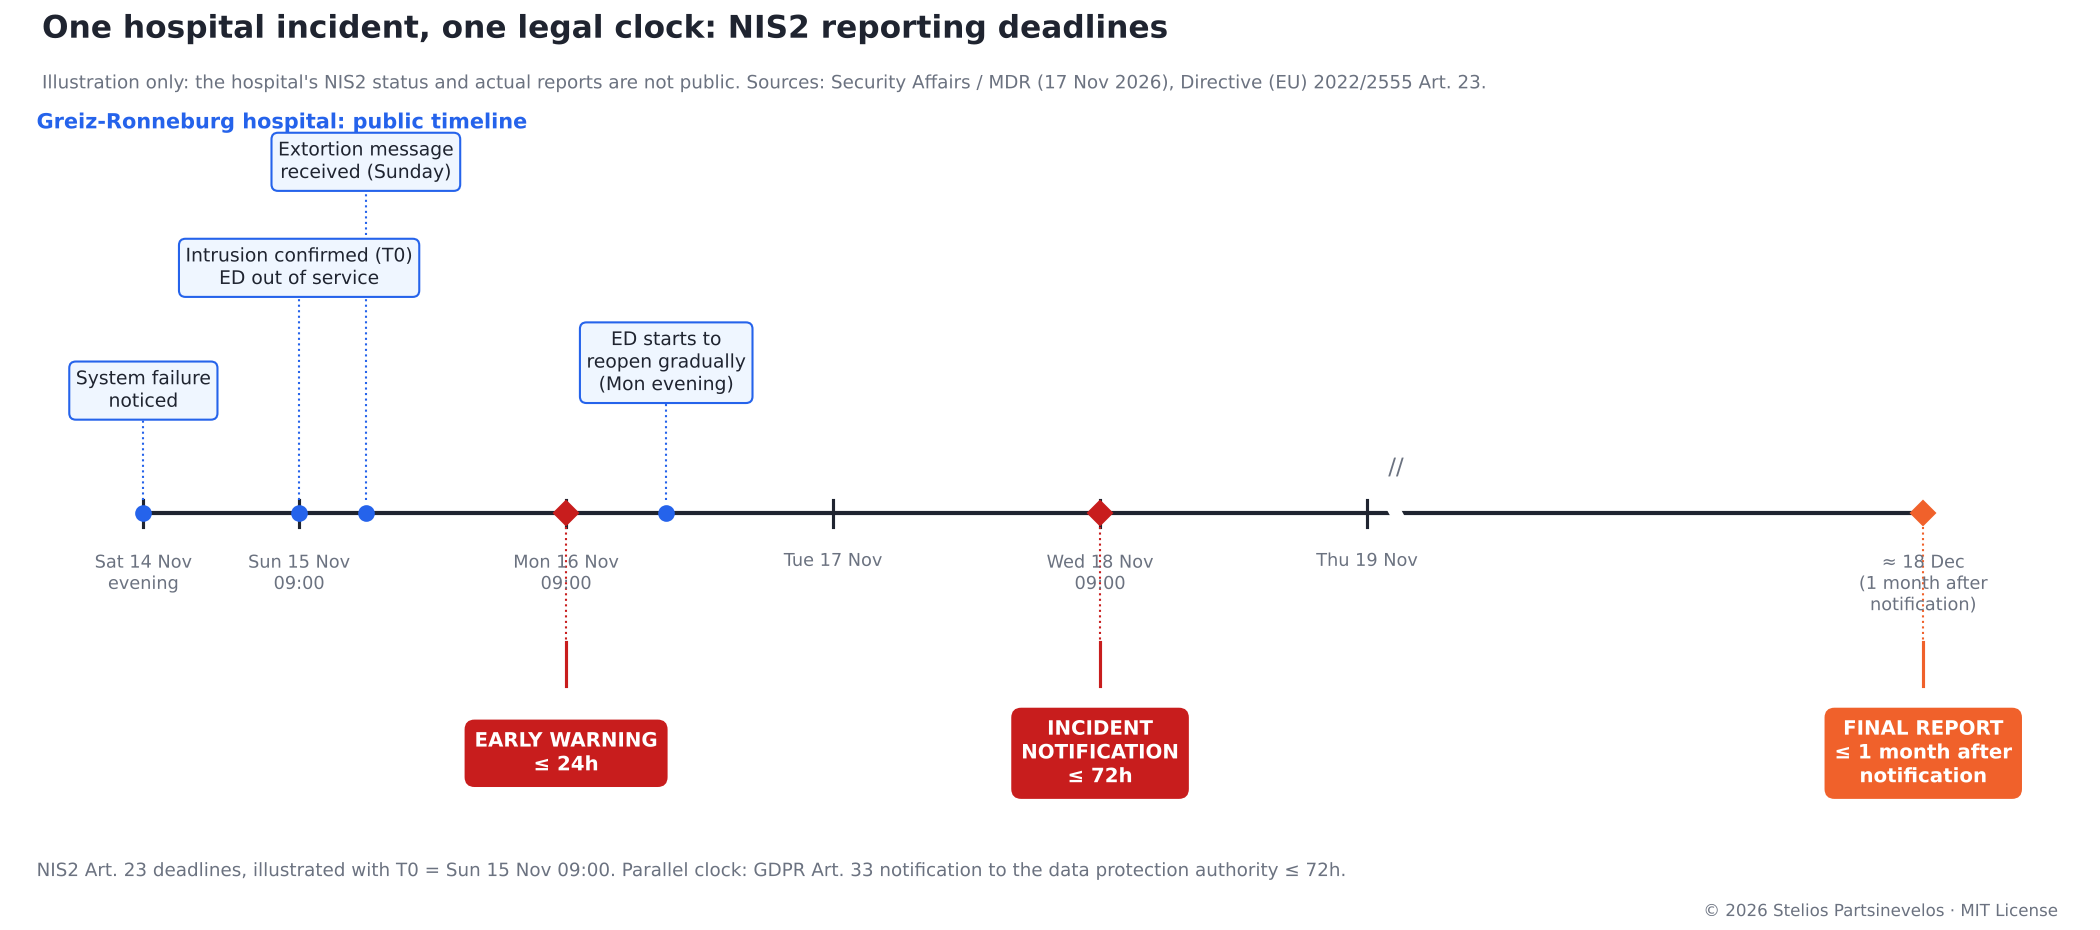 One hospital incident, one legal clock: NIS2 reporting deadlines
Illustration only: the hospital's NIS2 status and actual reports are not public. Sources: Security Affairs / MDR (17 Nov 2026), Directive (EU) 2022/2555 Art. 23.
Greiz-Ronneburg hospital: public timeline
Extortion message
received (Sunday)
Intrusion confirmed (T0)
ED out of service
ED starts to
reopen gradually
(Mon evening)
System failure
noticed
//
Sat 14 Nov
evening
Sun 15 Nov
09:00
Mon 16 Nov
09:00
Tue 17 Nov
Wed 18 Nov
09:00
Thu 19 Nov
≈ 18 Dec
(1 month after
notification)
EARLY WARNING
≤ 24h
INCIDENT
NOTIFICATION
≤ 72h
FINAL REPORT
≤ 1 month after
notification
NIS2 Art. 23 deadlines, illustrated with T0 = Sun 15 Nov 09:00. Parallel clock: GDPR Art. 33 notification to the data protection authority ≤ 72h.
© 2026 Stelios Partsinevelos · MIT License